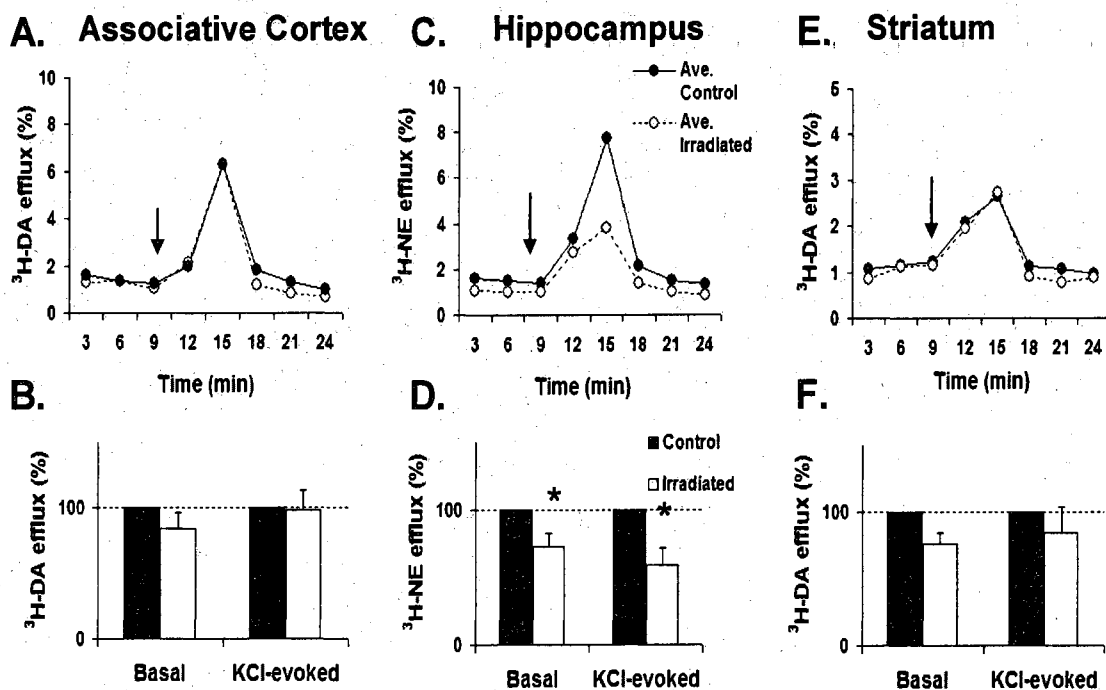 A. Associative Cortex
³H-DA efflux (%)
10
8
6
4
2
0
3 6 9 12 15 18 21 24
Time (min)
C. Hippocampus
Ave. Control
Ave. Irradiated
³H-NE efflux (%)
10
8
6
4
2
0
3 6 9 12 15 18 21 24
Time (min)
E. Striatum
³H-DA efflux (%)
6
5
4
3
2
1
0
3 6 9 12 15 18 21 24
Time (min)
B.
³H-DA efflux (%)
100
0
Basal KCl-evoked
D.
Control
Irradiated
³H-NE efflux (%)
100
0
* *
Basal KCl-evoked
F.
³H-DA efflux (%)
100
0
Basal KCl-evoked